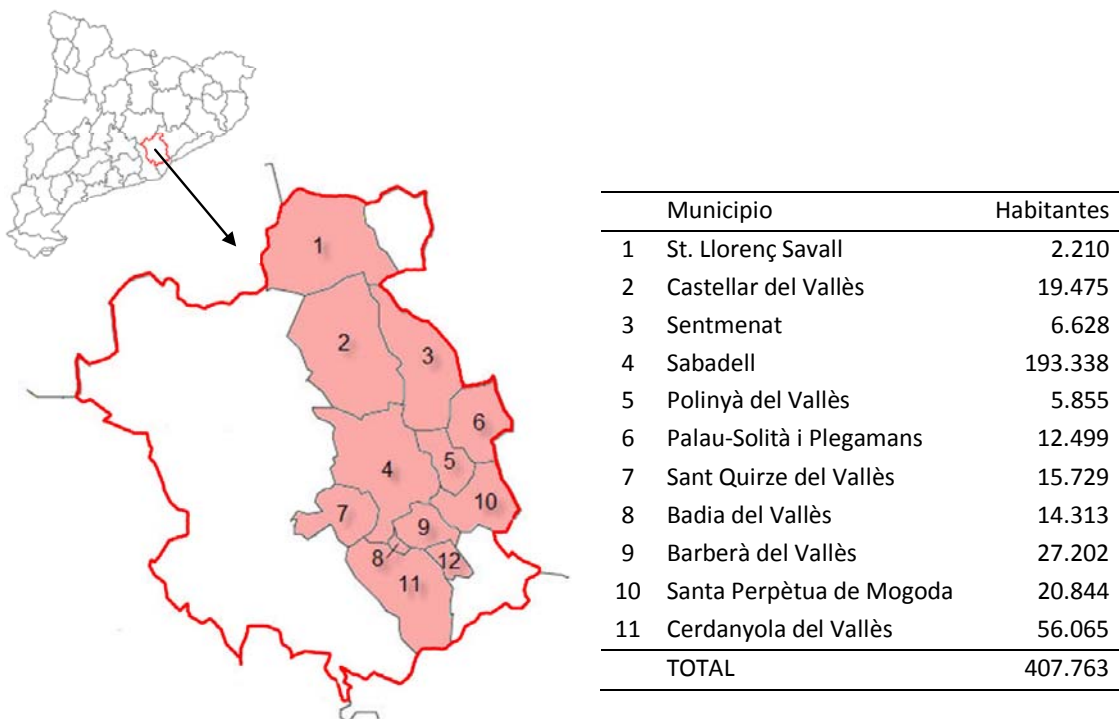 1
2
3
6
5
4
10
7
9
8
12
11
Municipio Habitantes
1 St. Llorenç Savall 2.210
2 Castellar del Vallès 19.475
3 Sentmenat 6.628
4 Sabadell 193.338
5 Polinyà del Vallès 5.855
6 Palau-Solità i Plegamans 12.499
7 Sant Quirze del Vallès 15.729
8 Badia del Vallès 14.313
9 Barberà del Vallès 27.202
10 Santa Perpètua de Mogoda 20.844
11 Cerdanyola del Vallès 56.065
TOTAL 407.763